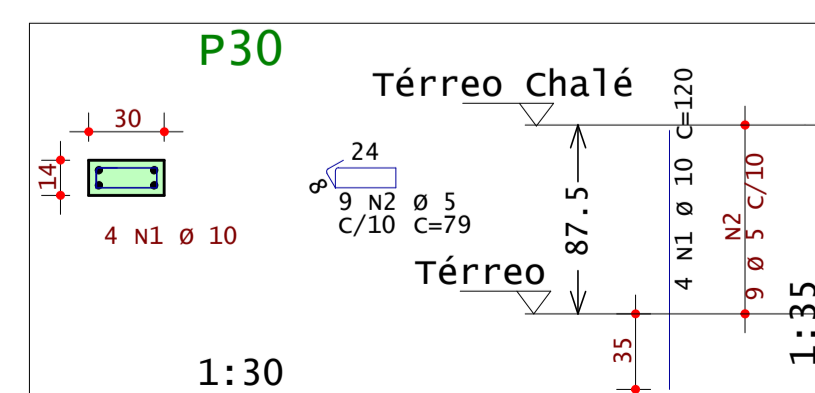 P30
Térreo Chalé
30
14
4 N1 Ø 10
24
8
9 N2 Ø 5
C/10 C=79
87.5
4 N1 Ø 10 C=120
N2
9 Ø 5 C/10
Térreo
35
1:30
1:35